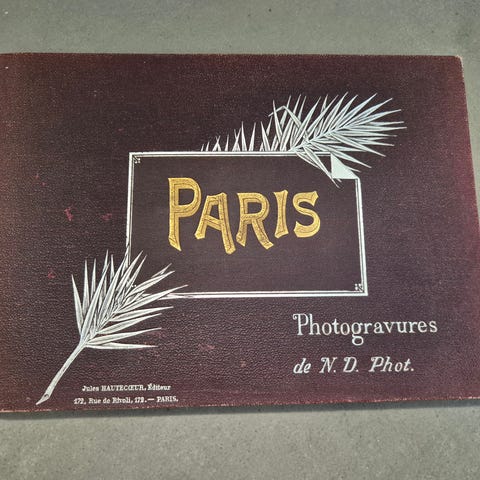 PARIS
Photogravures
de N. D. Phot.
Jules HAUTECŒUR, Éditeur
172, Rue de Rivoli, 172. — PARIS.